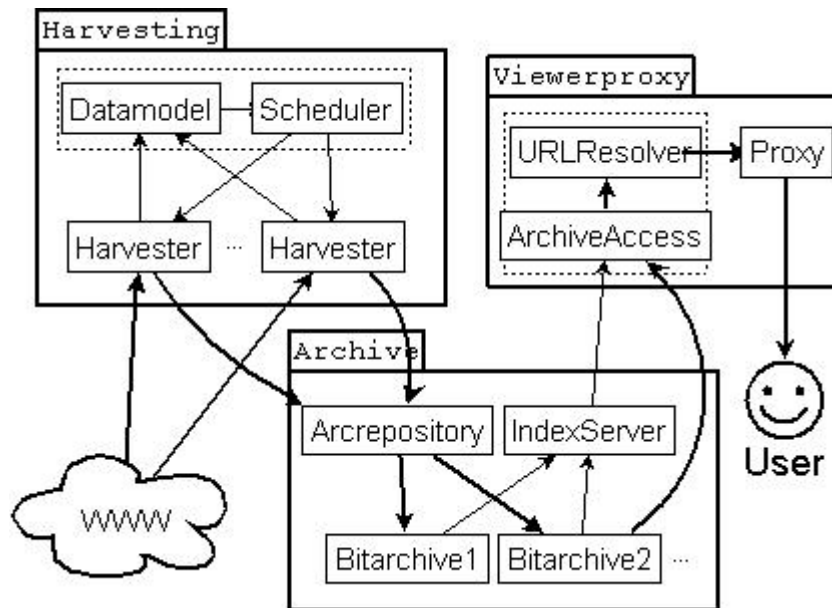 Harvesting
Datamodel
Scheduler
Harvester
...
Harvester
Viewerproxy
URLResolver
Proxy
ArchiveAccess
Archive
Arcrepository
IndexServer
Bitarchive1
Bitarchive2
...
WWW
User